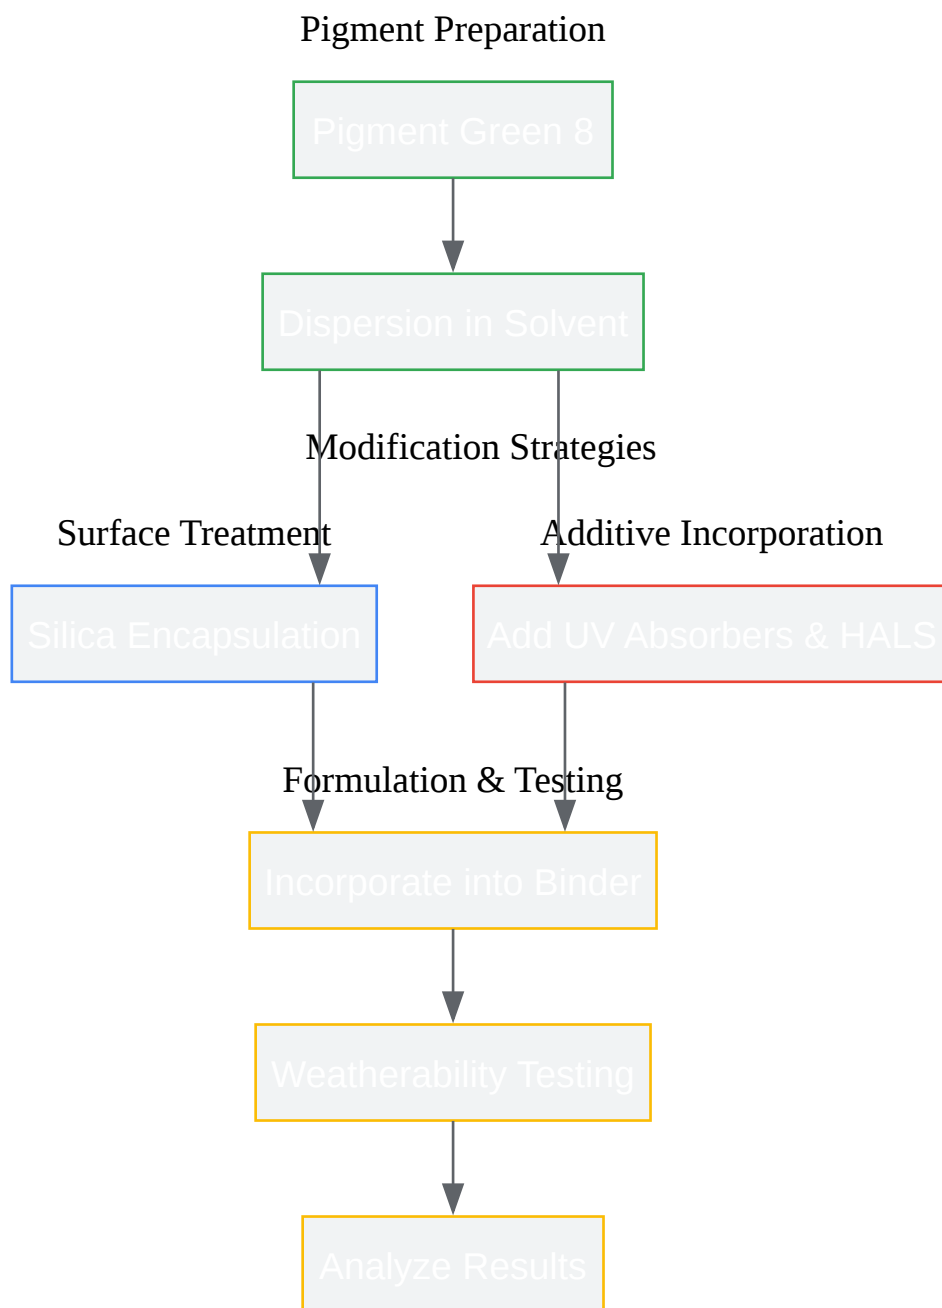 Pigment Preparation
Pigment Green 8
Dispersion in Solvent
Modification Strategies
Surface Treatment
Additive Incorporation
Silica Encapsulation
Add UV Absorbers & HALS
Formulation & Testing
Incorporate into Binder
Weatherability Testing
Analyze Results